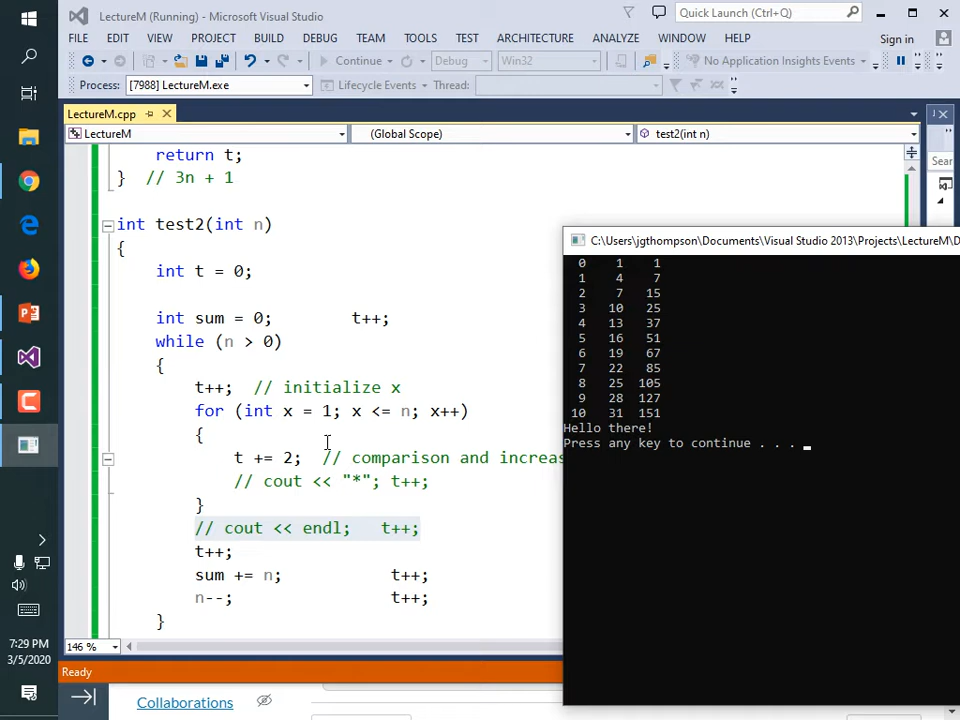 LectureM (Running) - Microsoft Visual Studio
Quick Launch (Ctrl+Q)
FILE EDIT VIEW PROJECT BUILD DEBUG TEAM TOOLS TEST ARCHITECTURE ANALYZE WINDOW HELP
Sign in
Continue Debug Win32 No Application Insights Events
Process: [7988] LectureM.exe Lifecycle Events Thread:
LectureM.cpp
LectureM (Global Scope) test2(int n)
Sear
return t;
} // 3n + 1
int test2(int n)
{
int t = 0;
int sum = 0; t++;
while (n > 0)
{
t++; // initialize x
for (int x = 1; x <= n; x++)
{
t += 2; // comparison and increas
// cout << "*"; t++;
}
// cout << endl; t++;
t++;
sum += n; t++;
n--; t++;
}
146 %
Ready
Collaborations
C:\Users\jgthompson\Documents\Visual Studio 2013\Projects\LectureM\D
0 1 1
1 4 7
2 7 15
3 10 25
4 13 37
5 16 51
6 19 67
7 22 85
8 25 105
9 28 127
10 31 151
Hello there!
Press any key to continue . . .
7:29 PM
3/5/2020